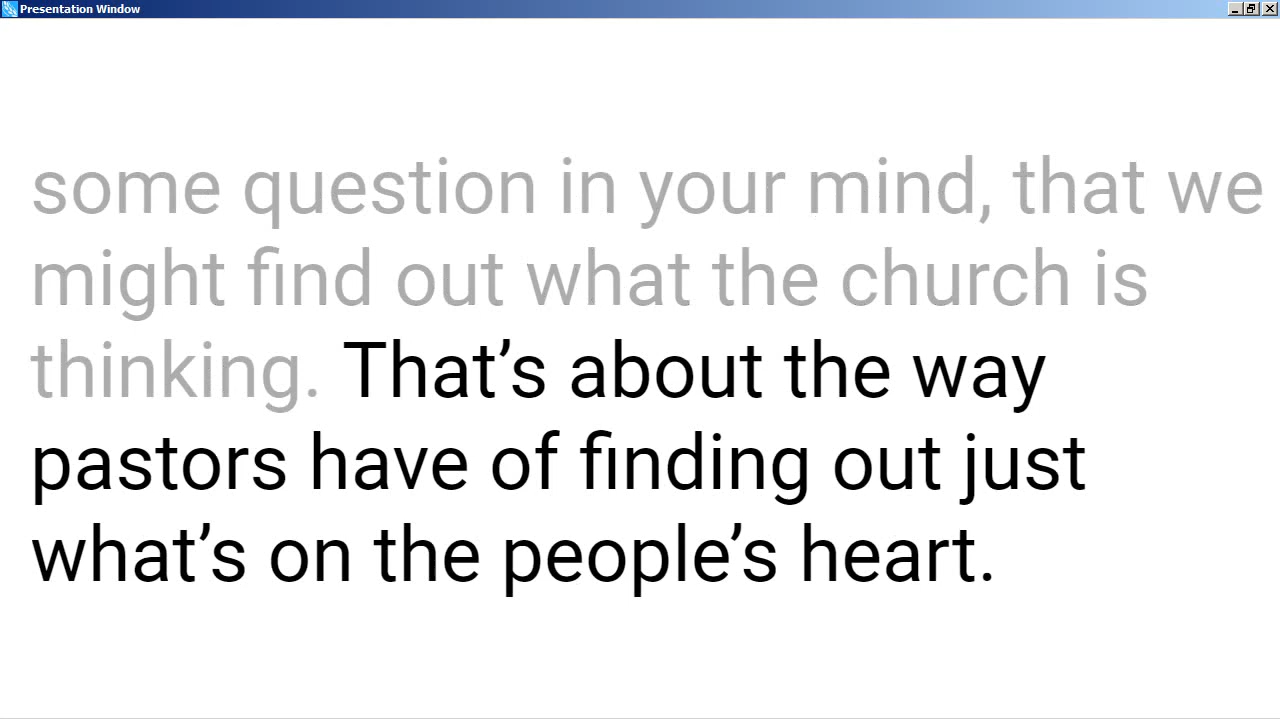 Presentation Window
some question in your mind, that we
might find out what the church is
thinking. That’s about the way
pastors have of finding out just
what’s on the people’s heart.